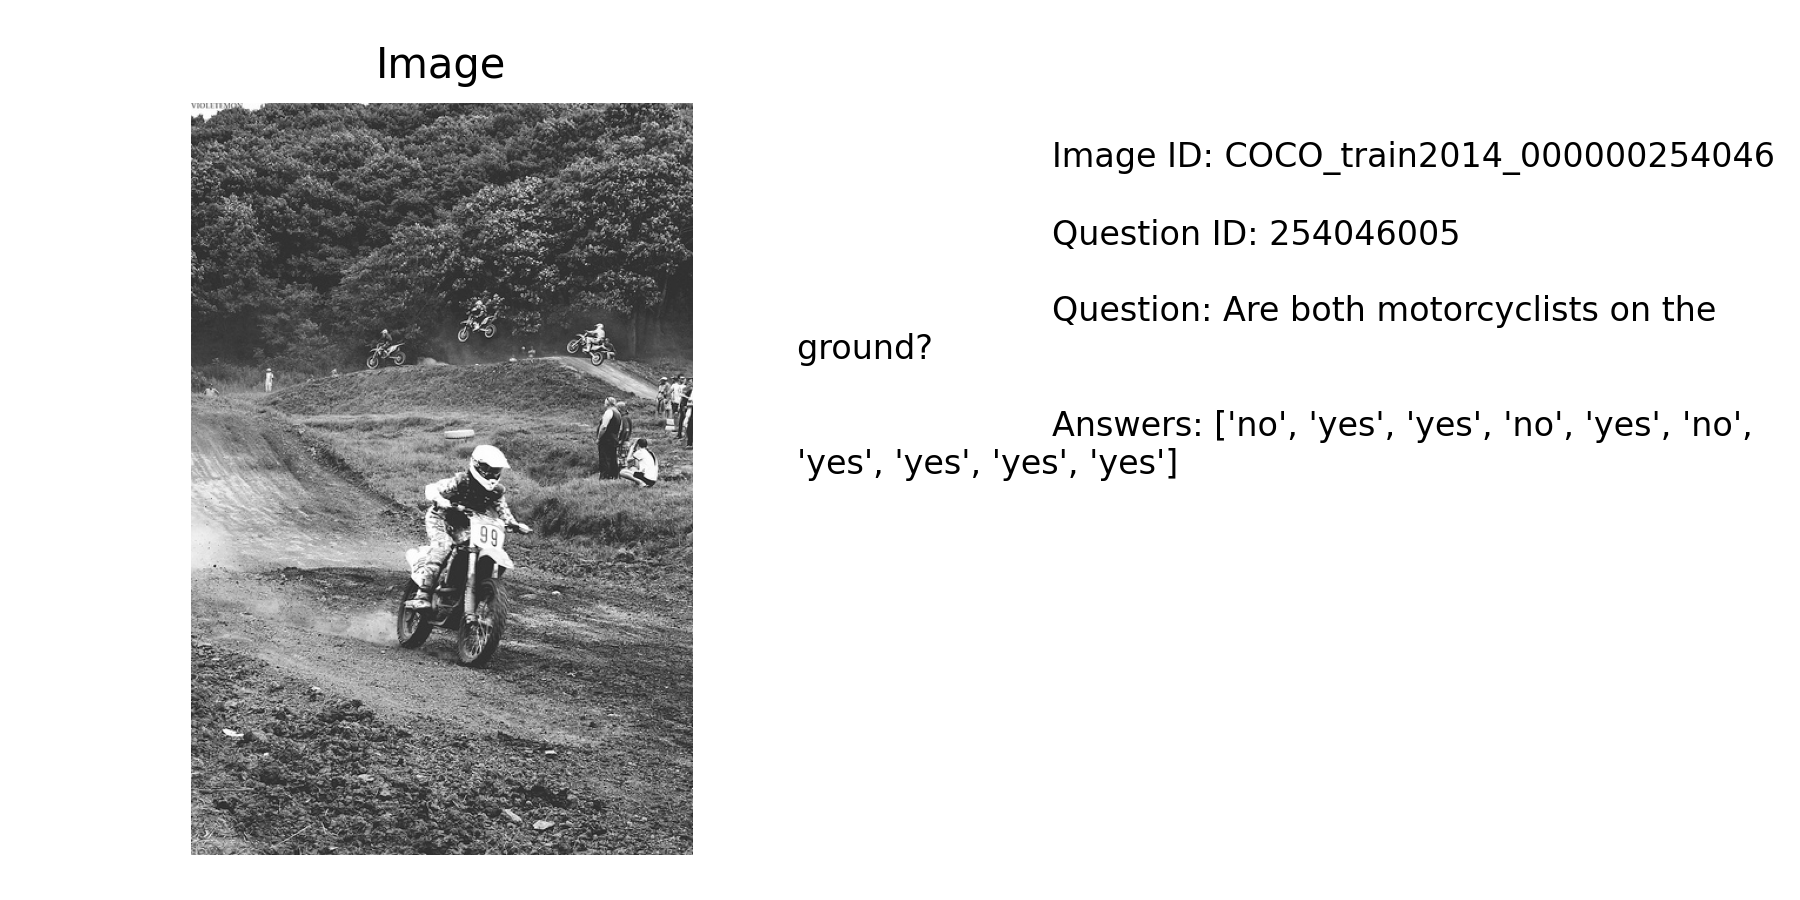 Image
VIOLETEMON
Image ID: COCO_train2014_000000254046
Question ID: 254046005
Question: Are both motorcyclists on the
ground?
Answers: ['no', 'yes', 'yes', 'no', 'yes', 'no',
'yes', 'yes', 'yes', 'yes']
99